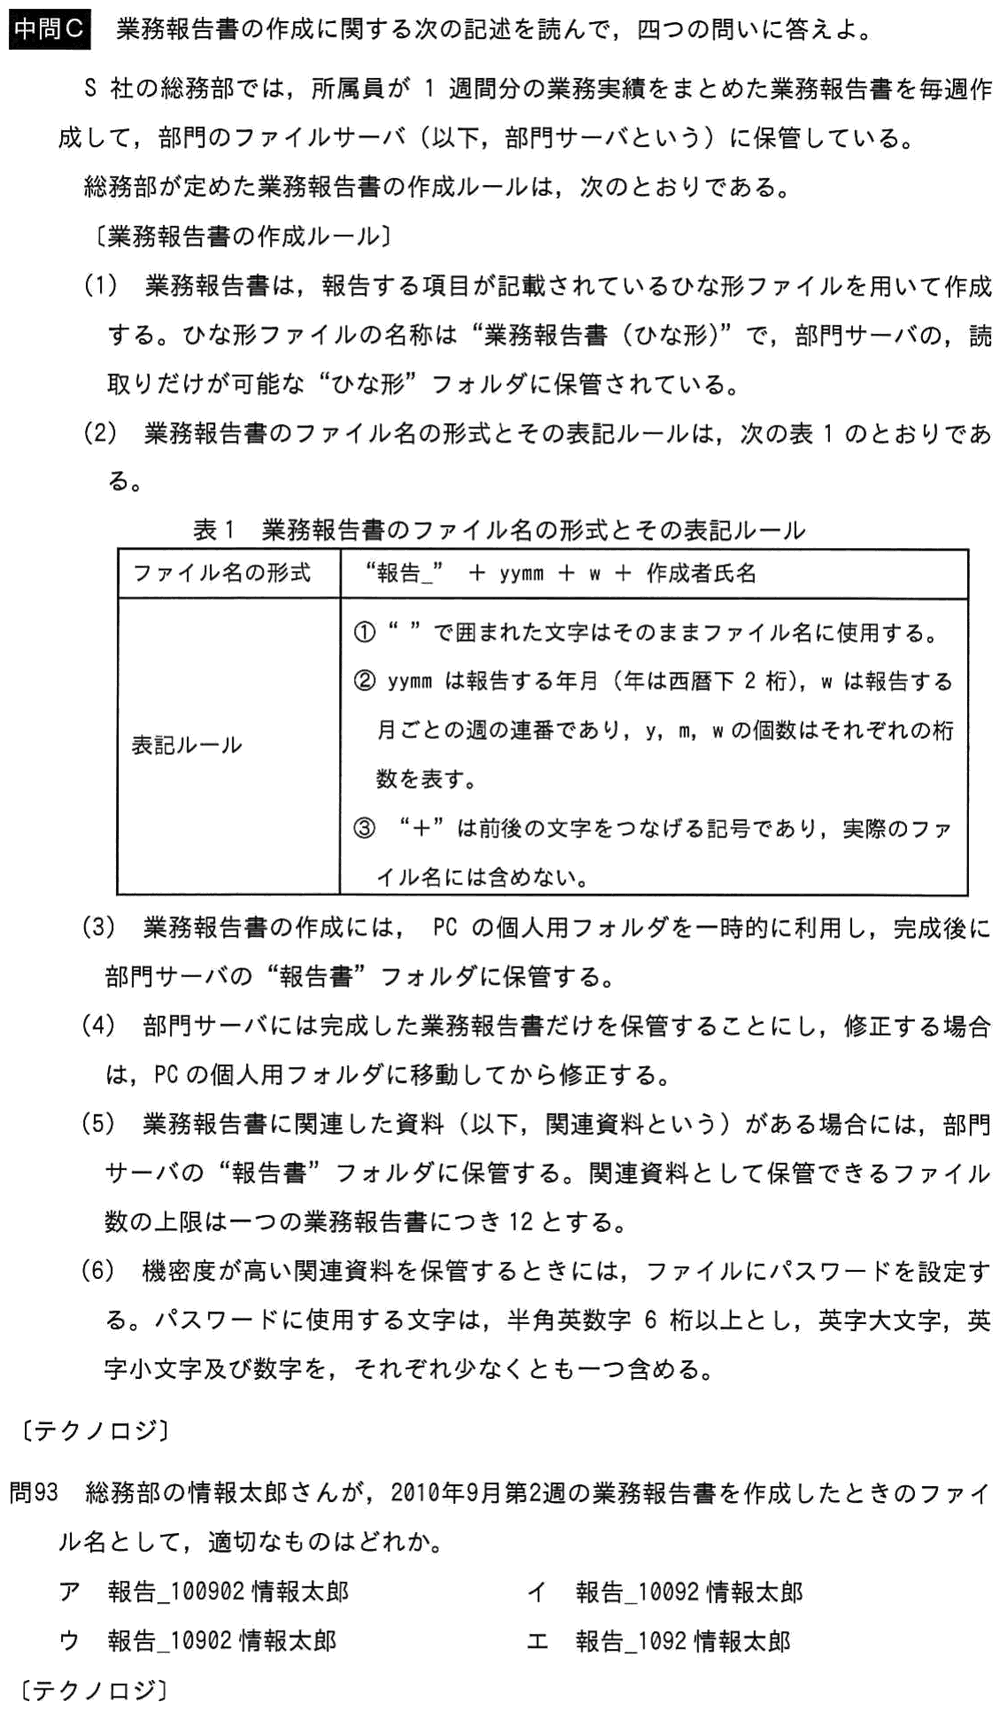 中問C 業務報告書の作成に関する次の記述を読んで，四つの問いに答えよ。
S 社の総務部では，所属員が 1 週間分の業務実績をまとめた業務報告書を毎週作
成して，部門のファイルサーバ（以下，部門サーバという）に保管している。
総務部が定めた業務報告書の作成ルールは，次のとおりである。
〔業務報告書の作成ルール〕
(1) 業務報告書は，報告する項目が記載されているひな形ファイルを用いて作成
する。ひな形ファイルの名称は“業務報告書（ひな形）”で，部門サーバの，読
取りだけが可能な“ひな形”フォルダに保管されている。
(2) 業務報告書のファイル名の形式とその表記ルールは，次の表 1 のとおりであ
る。
表 1 業務報告書のファイル名の形式とその表記ルール
ファイル名の形式 “報告_” ＋ yymm ＋ w ＋ 作成者氏名
表記ルール
① “ ”で囲まれた文字はそのままファイル名に使用する。
② yymm は報告する年月（年は西暦下 2 桁），w は報告する
月ごとの週の連番であり，y，m，w の個数はそれぞれの桁
数を表す。
③ “＋”は前後の文字をつなげる記号であり，実際のファ
イル名には含めない。
(3) 業務報告書の作成には， PC の個人用フォルダを一時的に利用し，完成後に
部門サーバの“報告書”フォルダに保管する。
(4) 部門サーバには完成した業務報告書だけを保管することにし，修正する場合
は，PC の個人用フォルダに移動してから修正する。
(5) 業務報告書に関連した資料（以下，関連資料という）がある場合には，部門
サーバの“報告書”フォルダに保管する。関連資料として保管できるファイル
数の上限は一つの業務報告書につき 12 とする。
(6) 機密度が高い関連資料を保管するときには，ファイルにパスワードを設定す
る。パスワードに使用する文字は，半角英数字 6 桁以上とし，英字大文字，英
字小文字及び数字を，それぞれ少なくとも一つ含める。
〔テクノロジ〕
問93 総務部の情報太郎さんが，2010年9月第2週の業務報告書を作成したときのファイ
ル名として，適切なものはどれか。
ア 報告_100902 情報太郎 イ 報告_10092 情報太郎
ウ 報告_10902 情報太郎 エ 報告_1092 情報太郎
〔テクノロジ〕